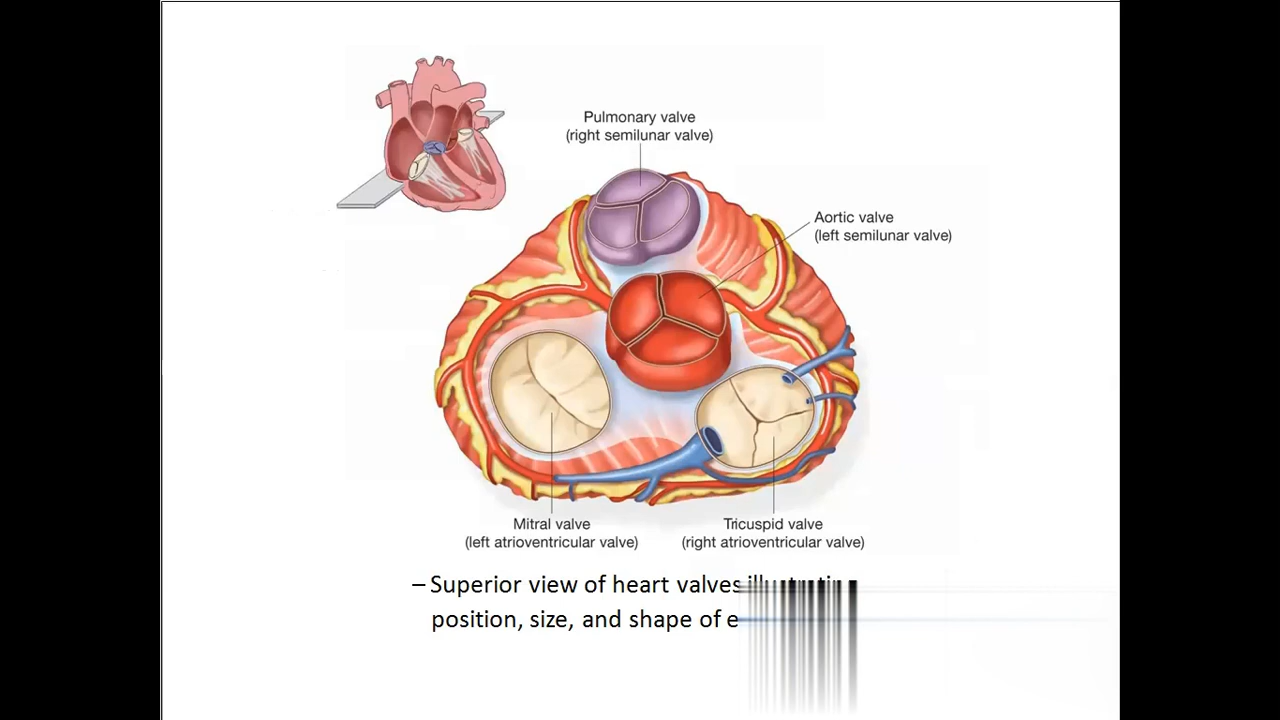 Pulmonary valve
(right semilunar valve)
Aortic valve
(left semilunar valve)
Mitral valve
(left atrioventricular valve)
Tricuspid valve
(right atrioventricular valve)
– Superior view of heart valves
position, size, and shape of